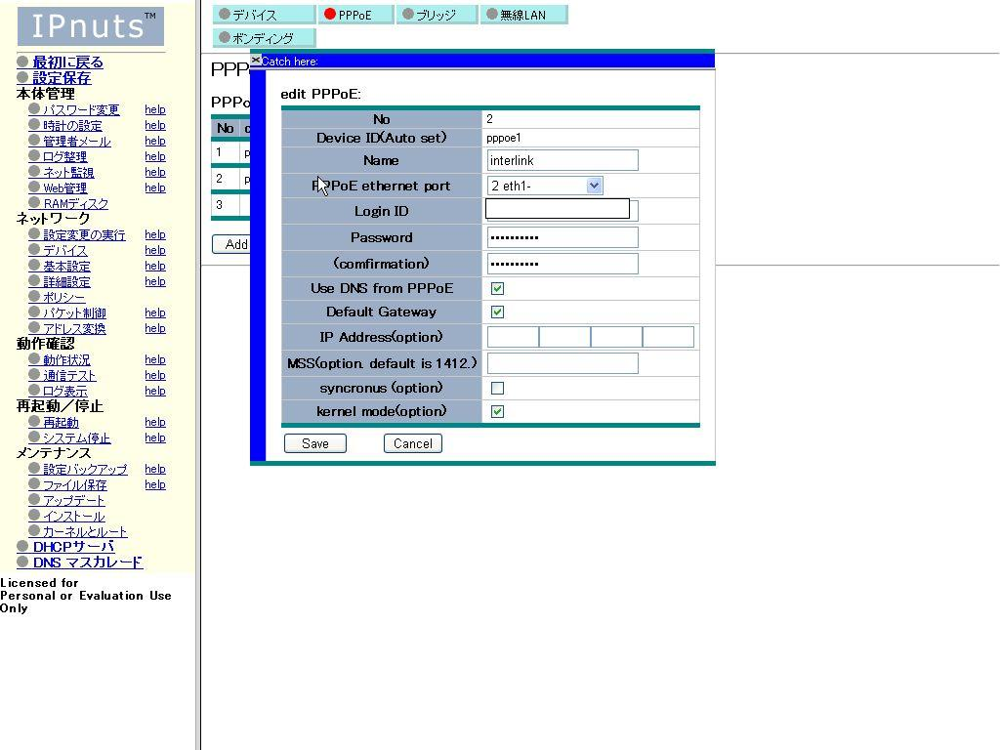 IPnuts™
最初に戻る
設定保存
本体管理
パスワード変更 help
時計の設定 help
管理者メール help
ログ整理 help
ネット監視 help
Web管理 help
RAMディスク
ネットワーク
設定変更の実行 help
デバイス help
基本設定 help
詳細設定 help
ポリシー
パケット制御 help
アドレス変換 help
動作確認
動作状況 help
通信テスト help
ログ表示 help
再起動／停止
再起動 help
システム停止 help
メンテナンス
設定バックアップ help
ファイル保存 help
アップデート
インストール
カーネルとルート
DHCPサーバ
DNS マスカレード
Licensed for
Personal or Evaluation Use
Only
デバイス PPPoE ブリッジ 無線LAN
ボンディング
PPP
PPPo
No
1 p
2 p
3
Add
Catch here:
edit PPPoE:
No 2
Device ID(Auto set) pppoe1
Name interlink
PPPoE ethernet port 2 eth1-
Login ID
Password ••••••••••
(comfirmation) ••••••••••
Use DNS from PPPoE
Default Gateway
IP Address(option)
MSS(option. default is 1412.)
syncronus (option)
kernel mode(option)
Save Cancel